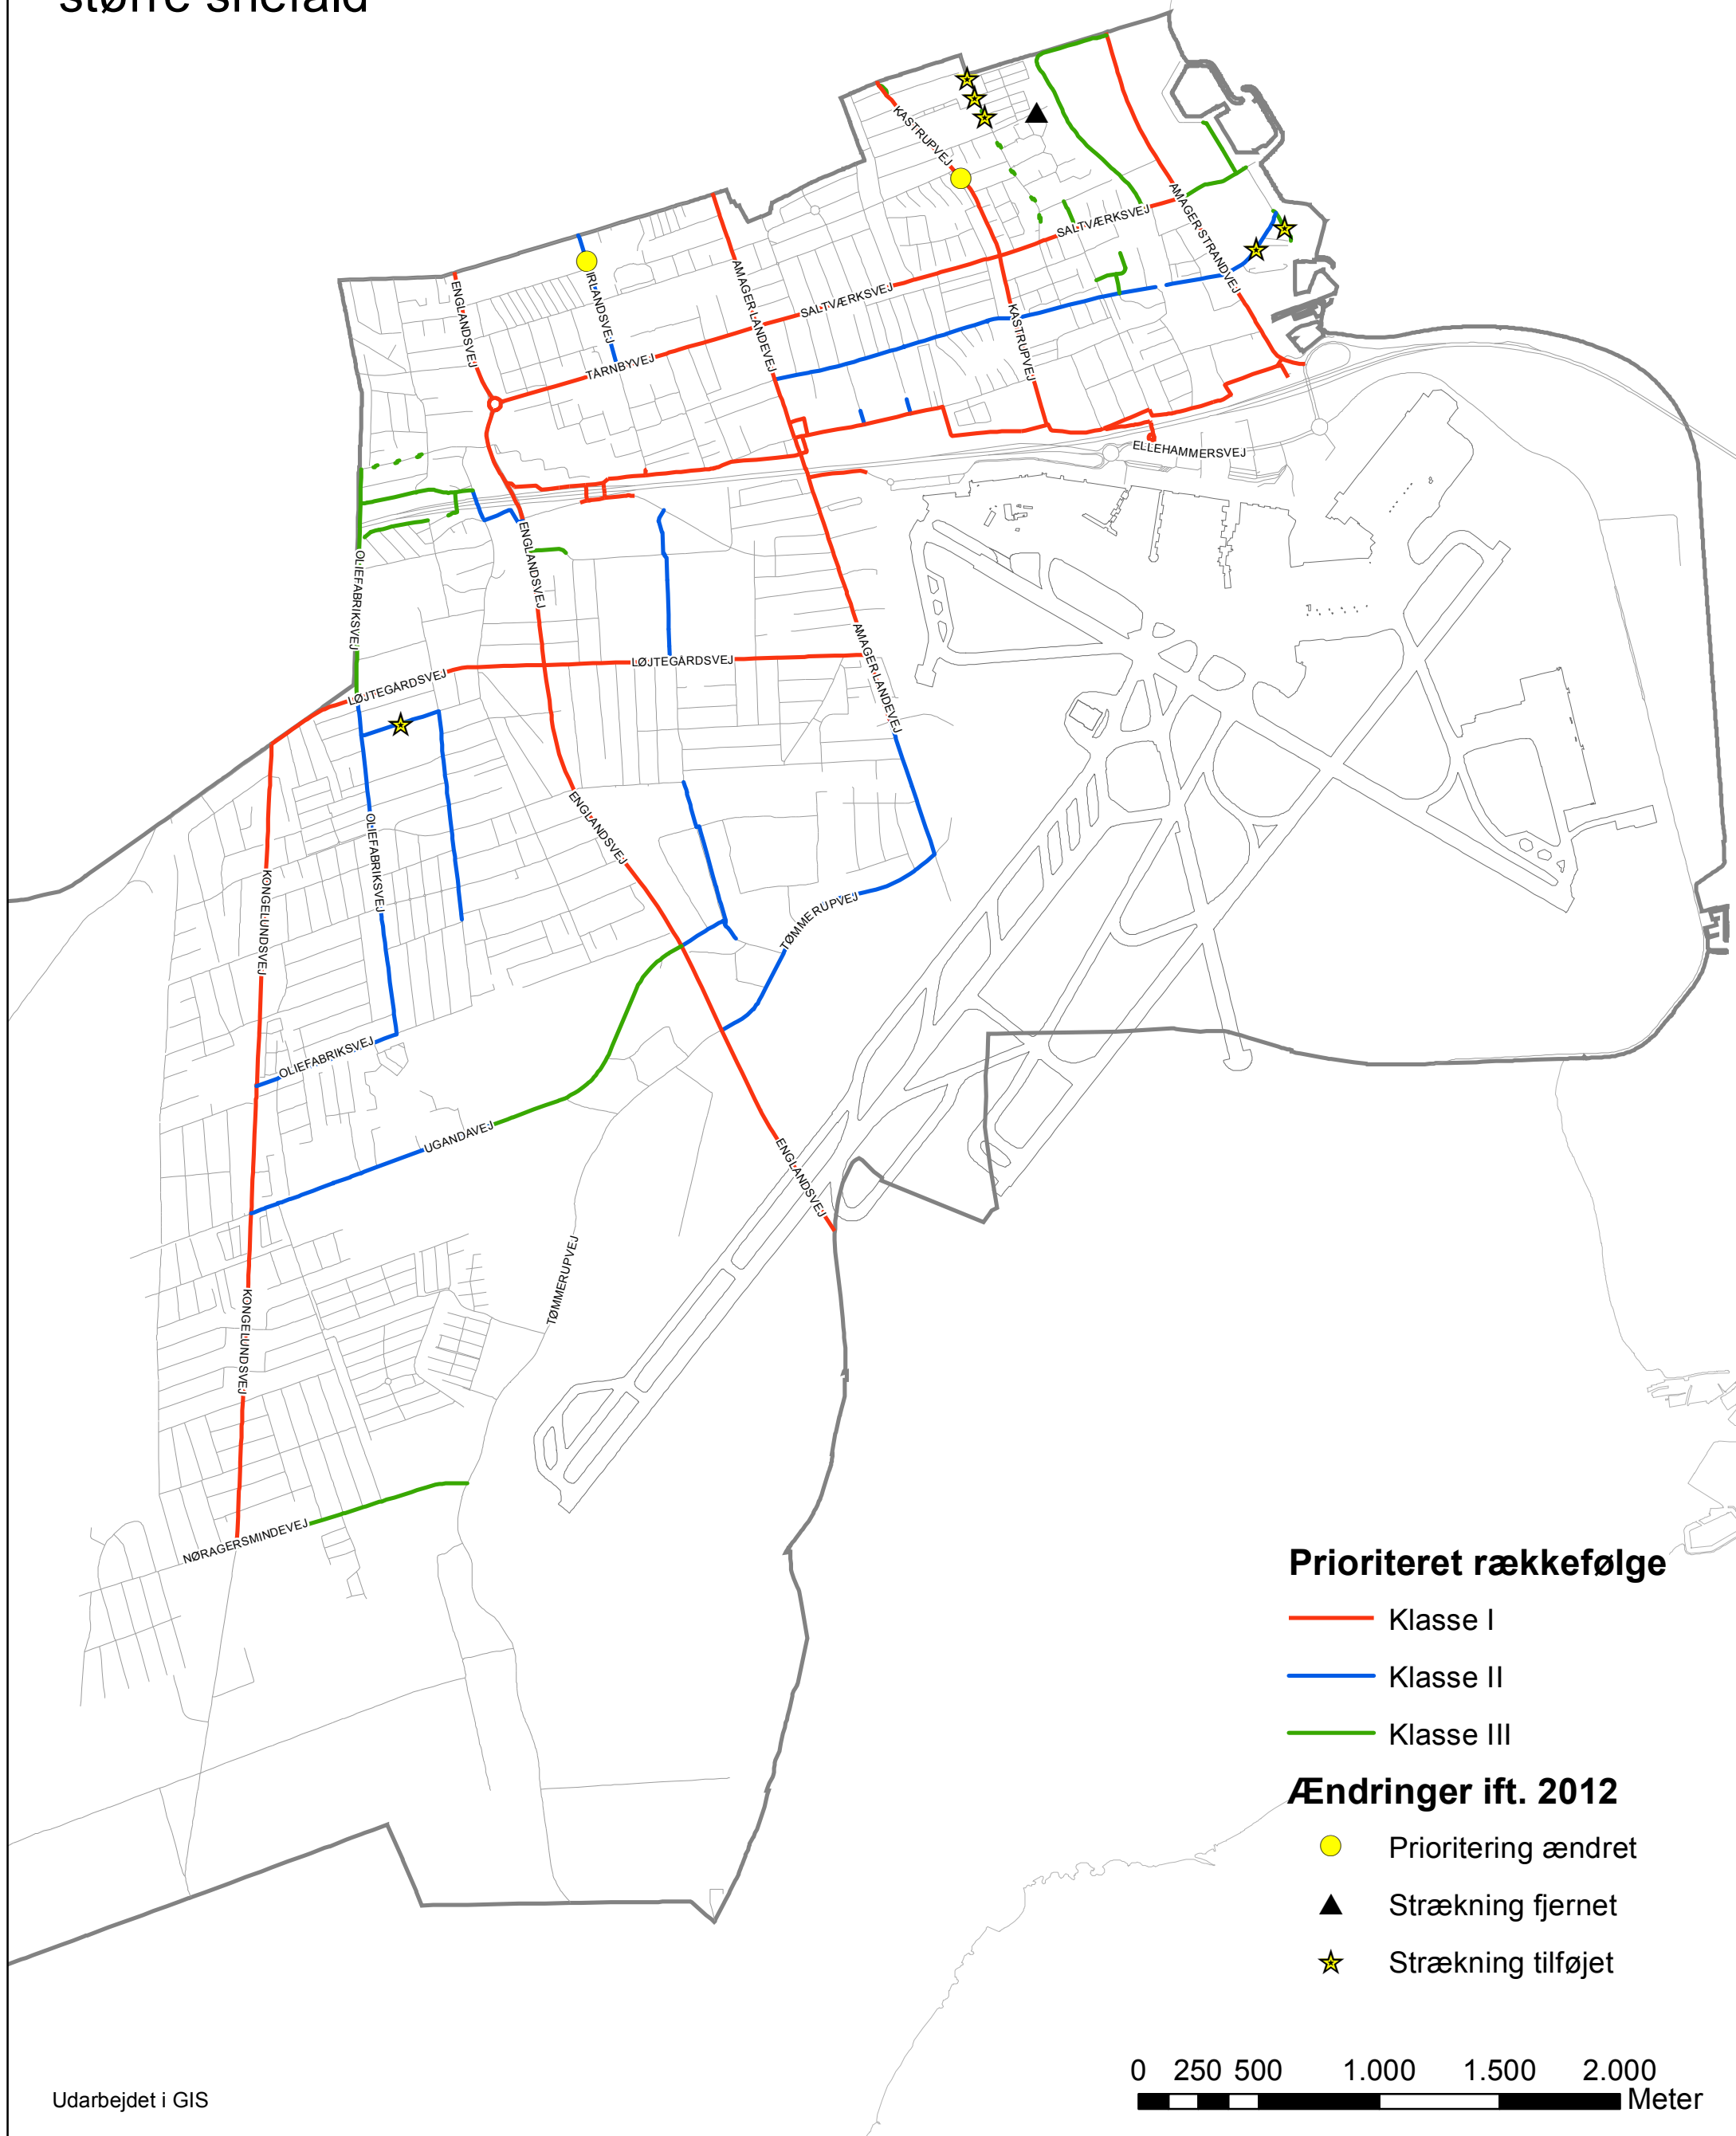 større snefald
KASTRUPVEJ
AMAGER STRANDVEJ
SALTVÆRKSVEJ
ENGLANDSVEJ
IRLANDSVEJ
AMAGER LANDEVEJ
SALTVÆRKSVEJ
KASTRUPVEJ
TÅRNBYVEJ
ELLEHAMMERSVEJ
OLIEFABRIKSVEJ
ENGLANDSVEJ
LØJTEGÅRDSVEJ
AMAGER LANDEVEJ
LØJTEGÅRDSVEJ
OLIEFABRIKSVEJ
ENGLANDSVEJ
KONGELUNDSVEJ
TØMMERUPVEJ
OLIEFABRIKSVEJ
UGANDAVEJ
ENGLANDSVEJ
TØMMERUPVEJ
KONGELUNDSVEJ
NØRAGERSMINDEVEJ
Prioriteret rækkefølge
Klasse I
Klasse II
Klasse III
Ændringer ift. 2012
Prioritering ændret
Strækning fjernet
Strækning tilføjet
0 250 500 1.000 1.500 2.000
Meter
Udarbejdet i GIS